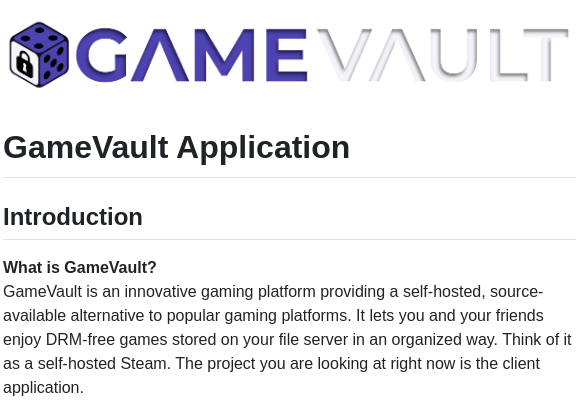 GAMEVAULT
GameVault Application
Introduction
What is GameVault?
GameVault is an innovative gaming platform providing a self-hosted, source-
available alternative to popular gaming platforms. It lets you and your friends
enjoy DRM-free games stored on your file server in an organized way. Think of it
as a self-hosted Steam. The project you are looking at right now is the client
application.